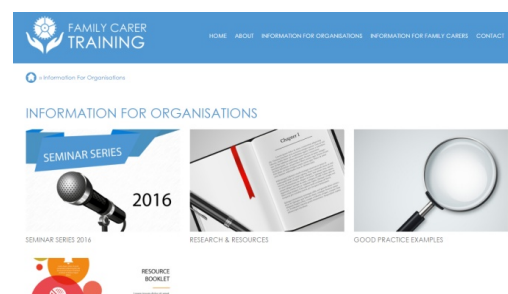 FAMILY CARER
TRAINING
HOME ABOUT INFORMATION FOR ORGANISATIONS INFORMATION FOR FAMILY CARERS CONTACT
» Information For Organisations
INFORMATION FOR ORGANISATIONS
SEMINAR SERIES
2016
Chapter I
SEMINAR SERIES 2016
RESEARCH & RESOURCES
GOOD PRACTICE EXAMPLES
RESOURCE
BOOKLET